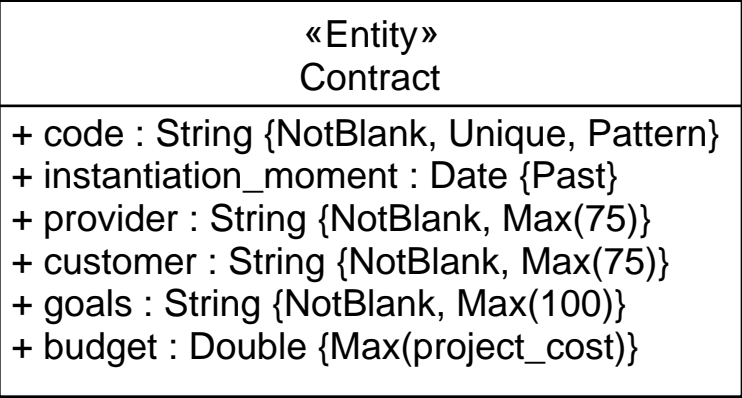 «Entity»
Contract
+ code : String {NotBlank, Unique, Pattern}
+ instantiation_moment : Date {Past}
+ provider : String {NotBlank, Max(75)}
+ customer : String {NotBlank, Max(75)}
+ goals : String {NotBlank, Max(100)}
+ budget : Double {Max(project_cost)}